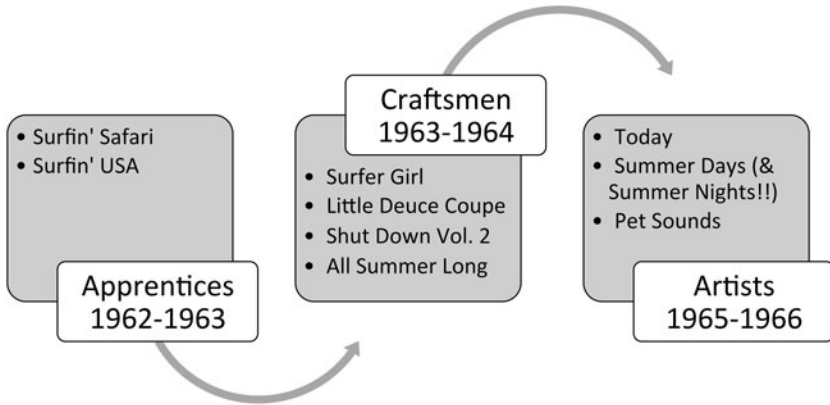 • Surfin' Safari
• Surfin' USA
Apprentices
1962-1963
Craftsmen
1963-1964
• Surfer Girl
• Little Deuce Coupe
• Shut Down Vol. 2
• All Summer Long
• Today
• Summer Days (&
Summer Nights!!)
• Pet Sounds
Artists
1965-1966